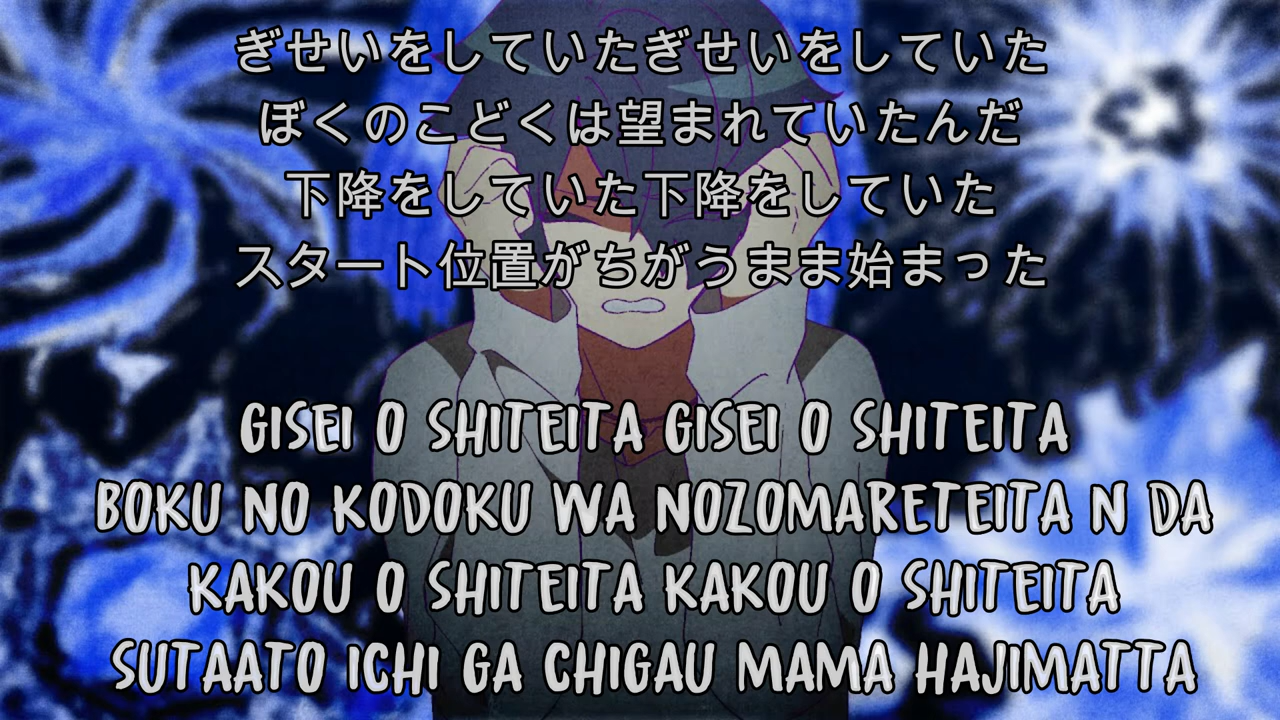 ぎせいをしていたぎせいをしていた
ぼくのこどくは望まれていたんだ
下降をしていた下降をしていた
スタート位置がちがうまま始まった
GISEI O SHITEITA GISEI O SHITEITA
BOKU NO KODOKU WA NOZOMARETEITA N DA
KAKOU O SHITEITA KAKOU O SHITEITA
SUTAATO ICHI GA CHIGAU MAMA HAJIMATTA